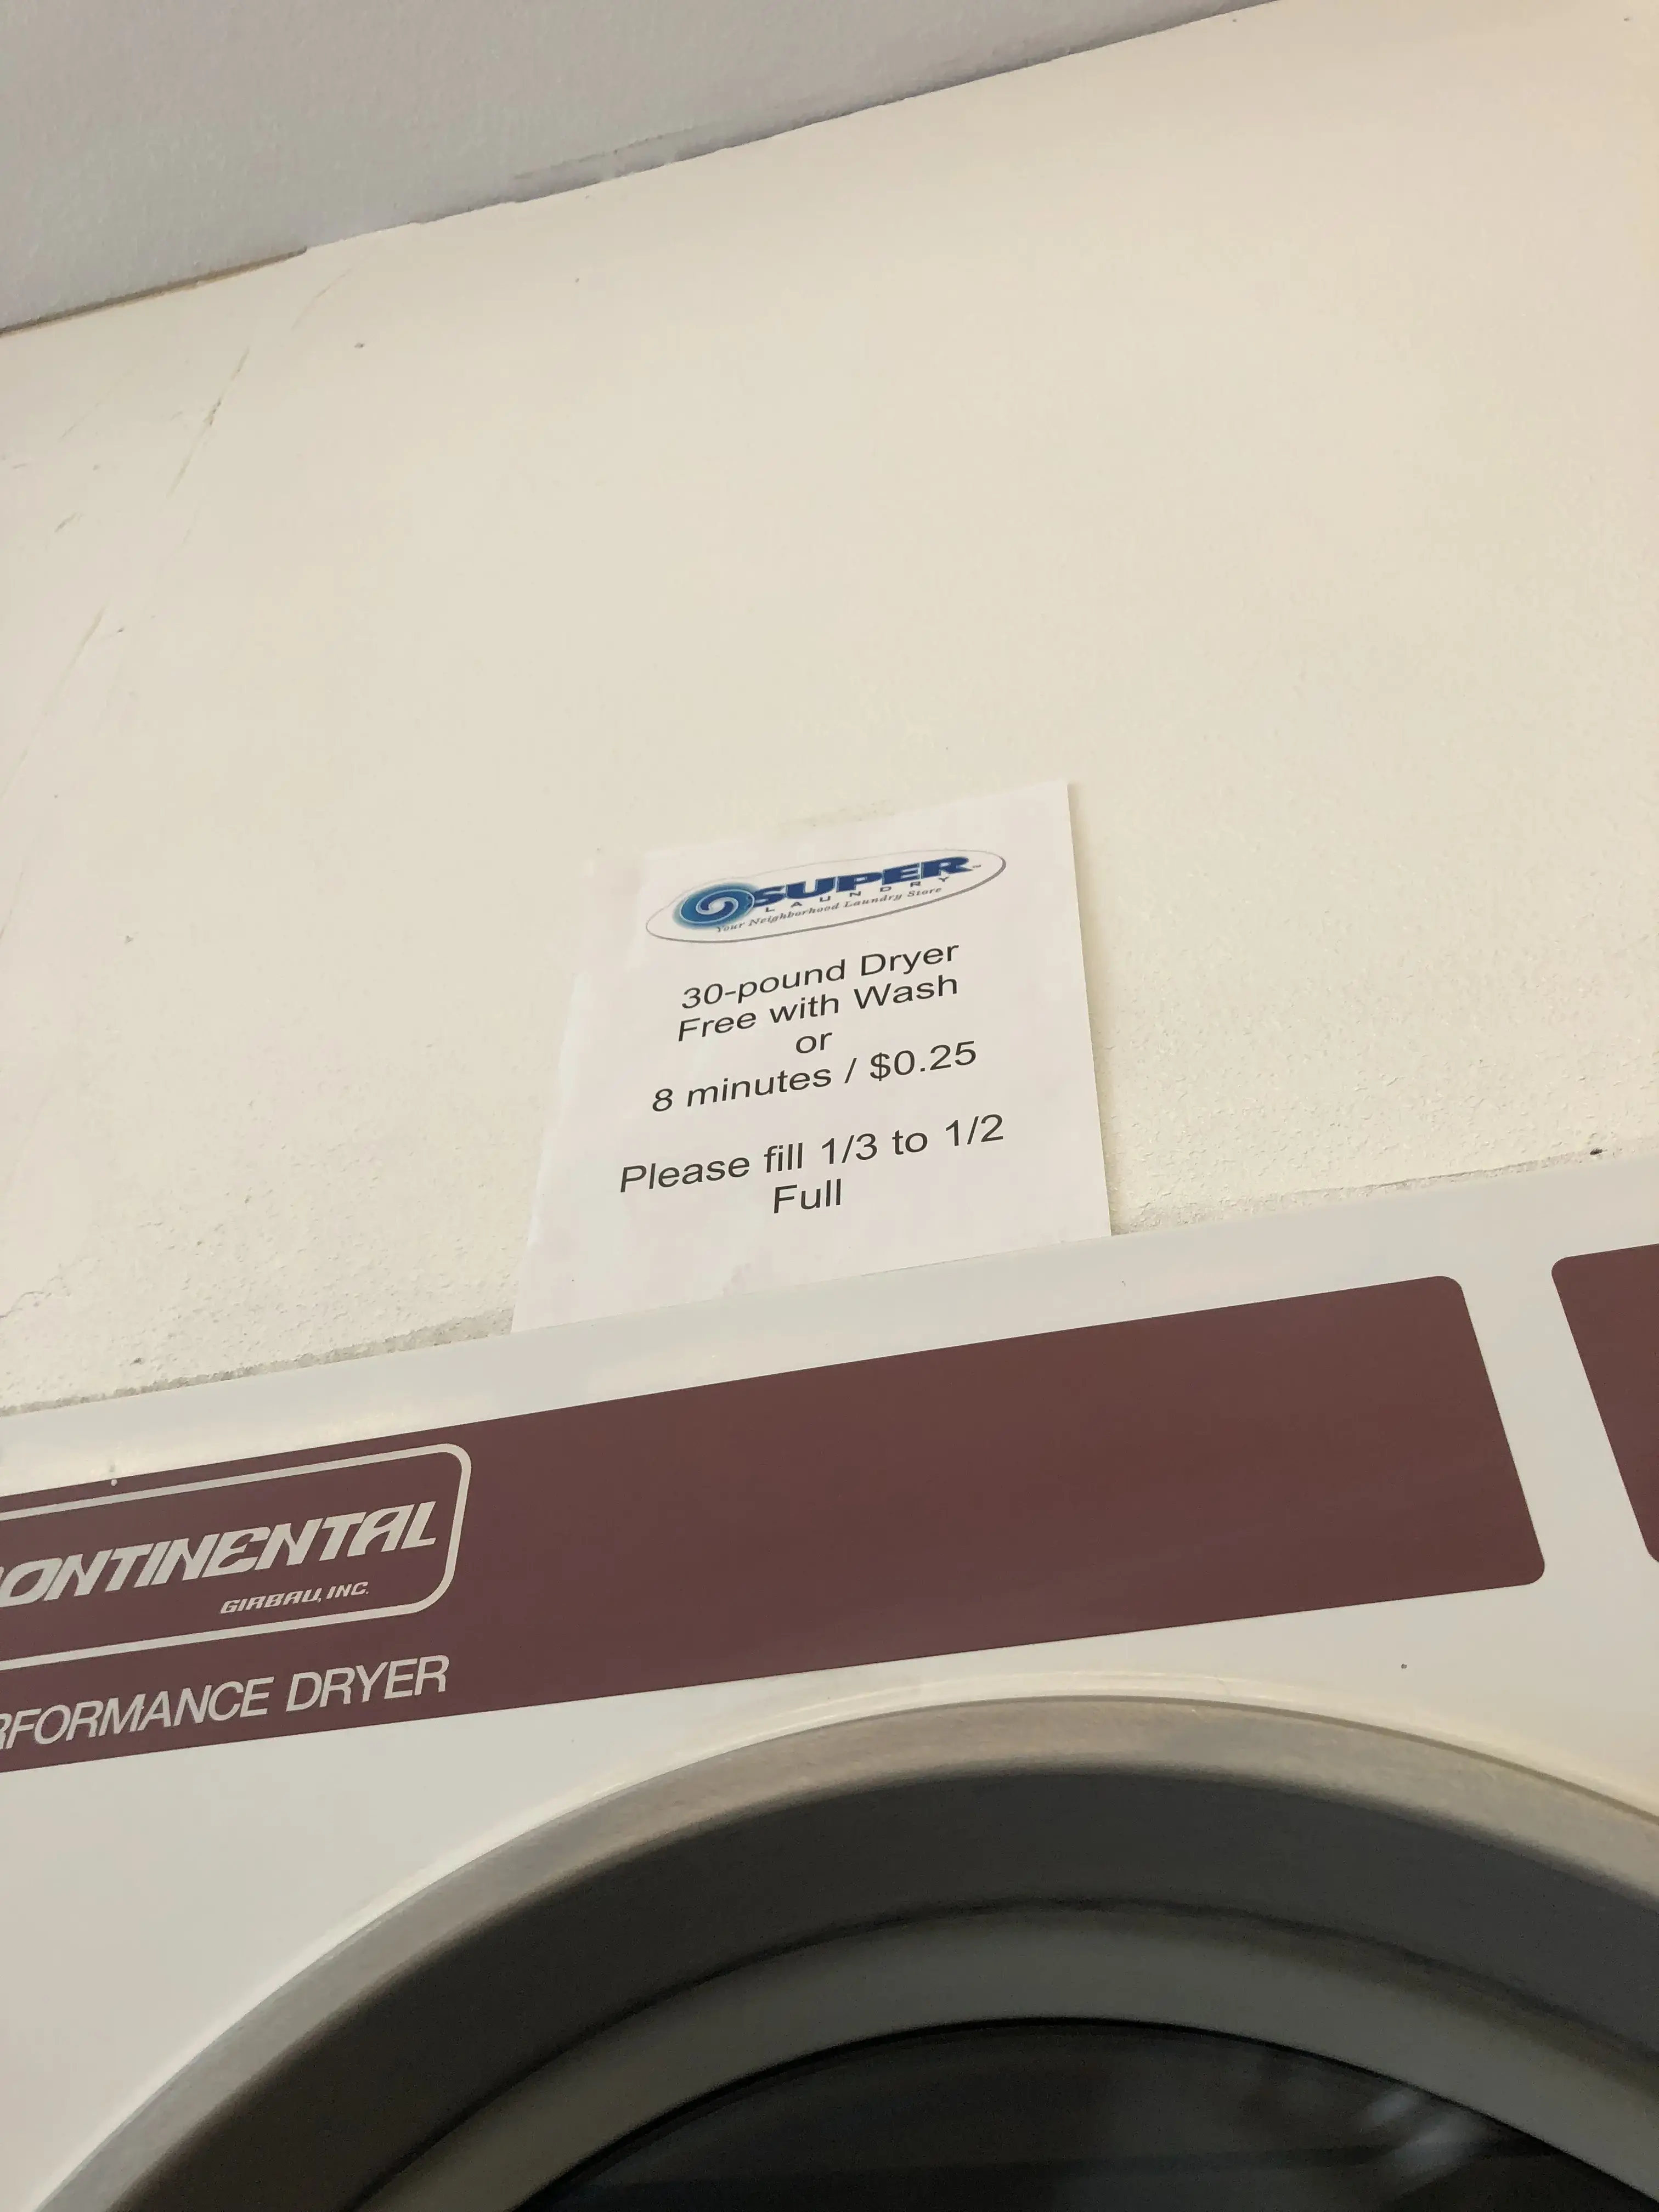 SUPER™
LAUNDRY
Your Neighborhood Laundry Store
30-pound Dryer
Free with Wash
or
8 minutes / $0.25
Please fill 1/3 to 1/2
Full
ONTINENTAL
GIRBAU, INC.
RFORMANCE DRYER